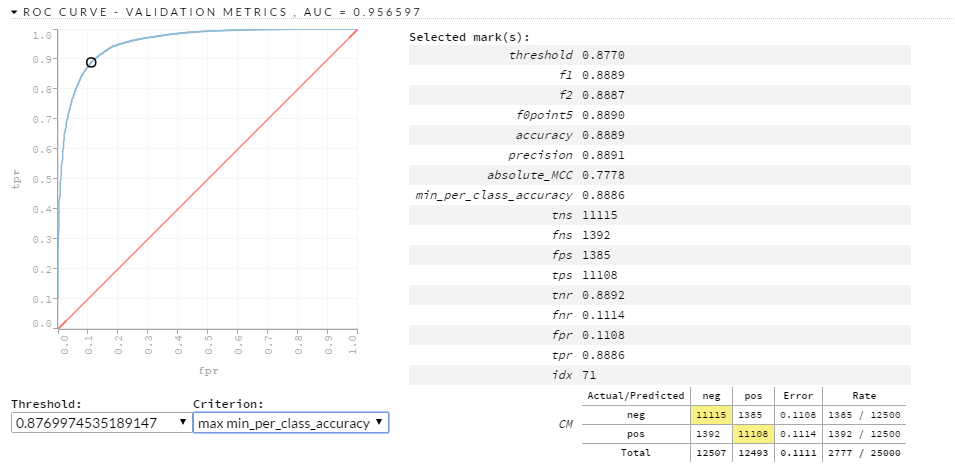 ▾ ROC CURVE - VALIDATION METRICS , AUC = 0.956597
1.0
0.9
0.8
0.7
0.6
0.5
0.4
0.3
0.2
0.1
0.0
tpr
0.0 0.1 0.2 0.3 0.4 0.5 0.6 0.7 0.8 0.9 1.0
fpr
Threshold: Criterion:
0.8769974535189147 ▼ max min_per_class_accuracy ▼
Selected mark(s):
threshold 0.8770
f1 0.8889
f2 0.8887
f0point5 0.8890
accuracy 0.8889
precision 0.8891
absolute_MCC 0.7778
min_per_class_accuracy 0.8886
tns 11115
fns 1392
fps 1385
tps 11108
tnr 0.8892
fnr 0.1114
fpr 0.1108
tpr 0.8886
idx 71
CM
Actual/Predicted neg pos Error Rate
neg 11115 1385 0.1108 1385 / 12500
pos 1392 11108 0.1114 1392 / 12500
Total 12507 12493 0.1111 2777 / 25000